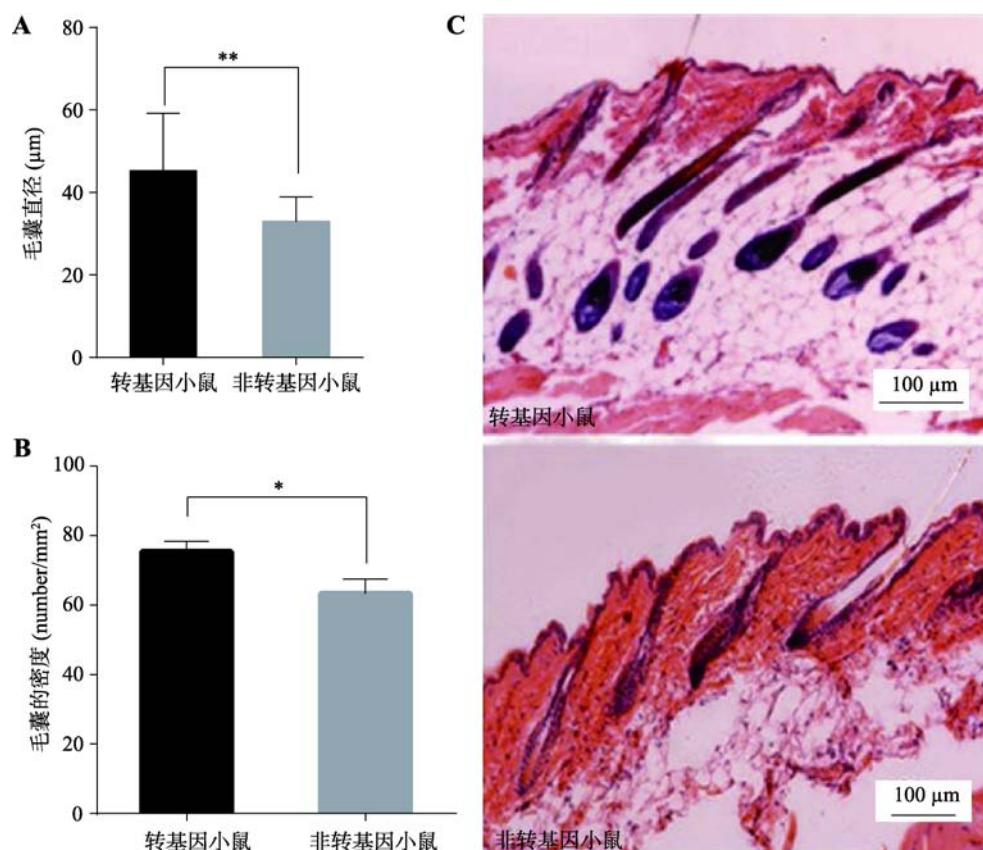 A
80
60
40
20
0
毛囊直径 (μm)
**
转基因小鼠 非转基因小鼠
B
100
80
60
40
20
0
毛囊的密度 (number/mm²)
*
转基因小鼠 非转基因小鼠
C
100 μm
转基因小鼠
100 μm
非转基因小鼠